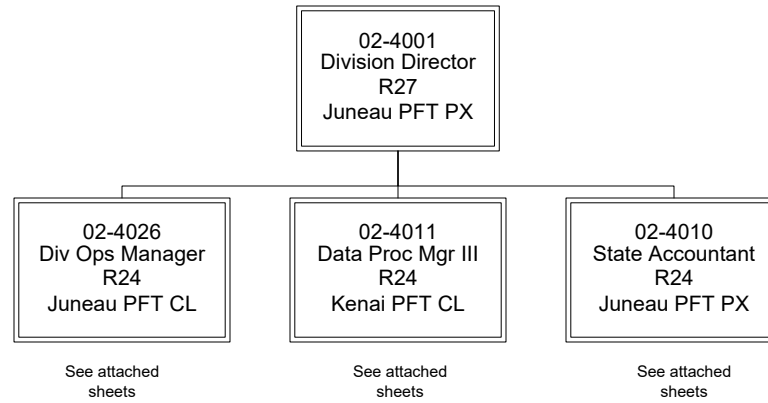 02-4001
Division Director
R27
Juneau PFT PX
02-4026
Div Ops Manager
R24
Juneau PFT CL
02-4011
Data Proc Mgr III
R24
Kenai PFT CL
02-4010
State Accountant
R24
Juneau PFT PX
See attached
sheets
See attached
sheets
See attached
sheets